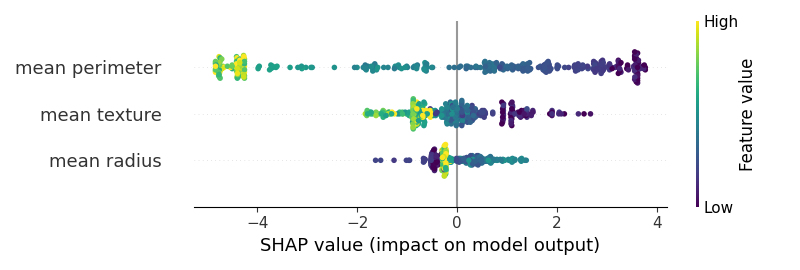 mean perimeter
mean texture
mean radius
−4
−2
0
2
4
SHAP value (impact on model output)
High
Low
Feature value